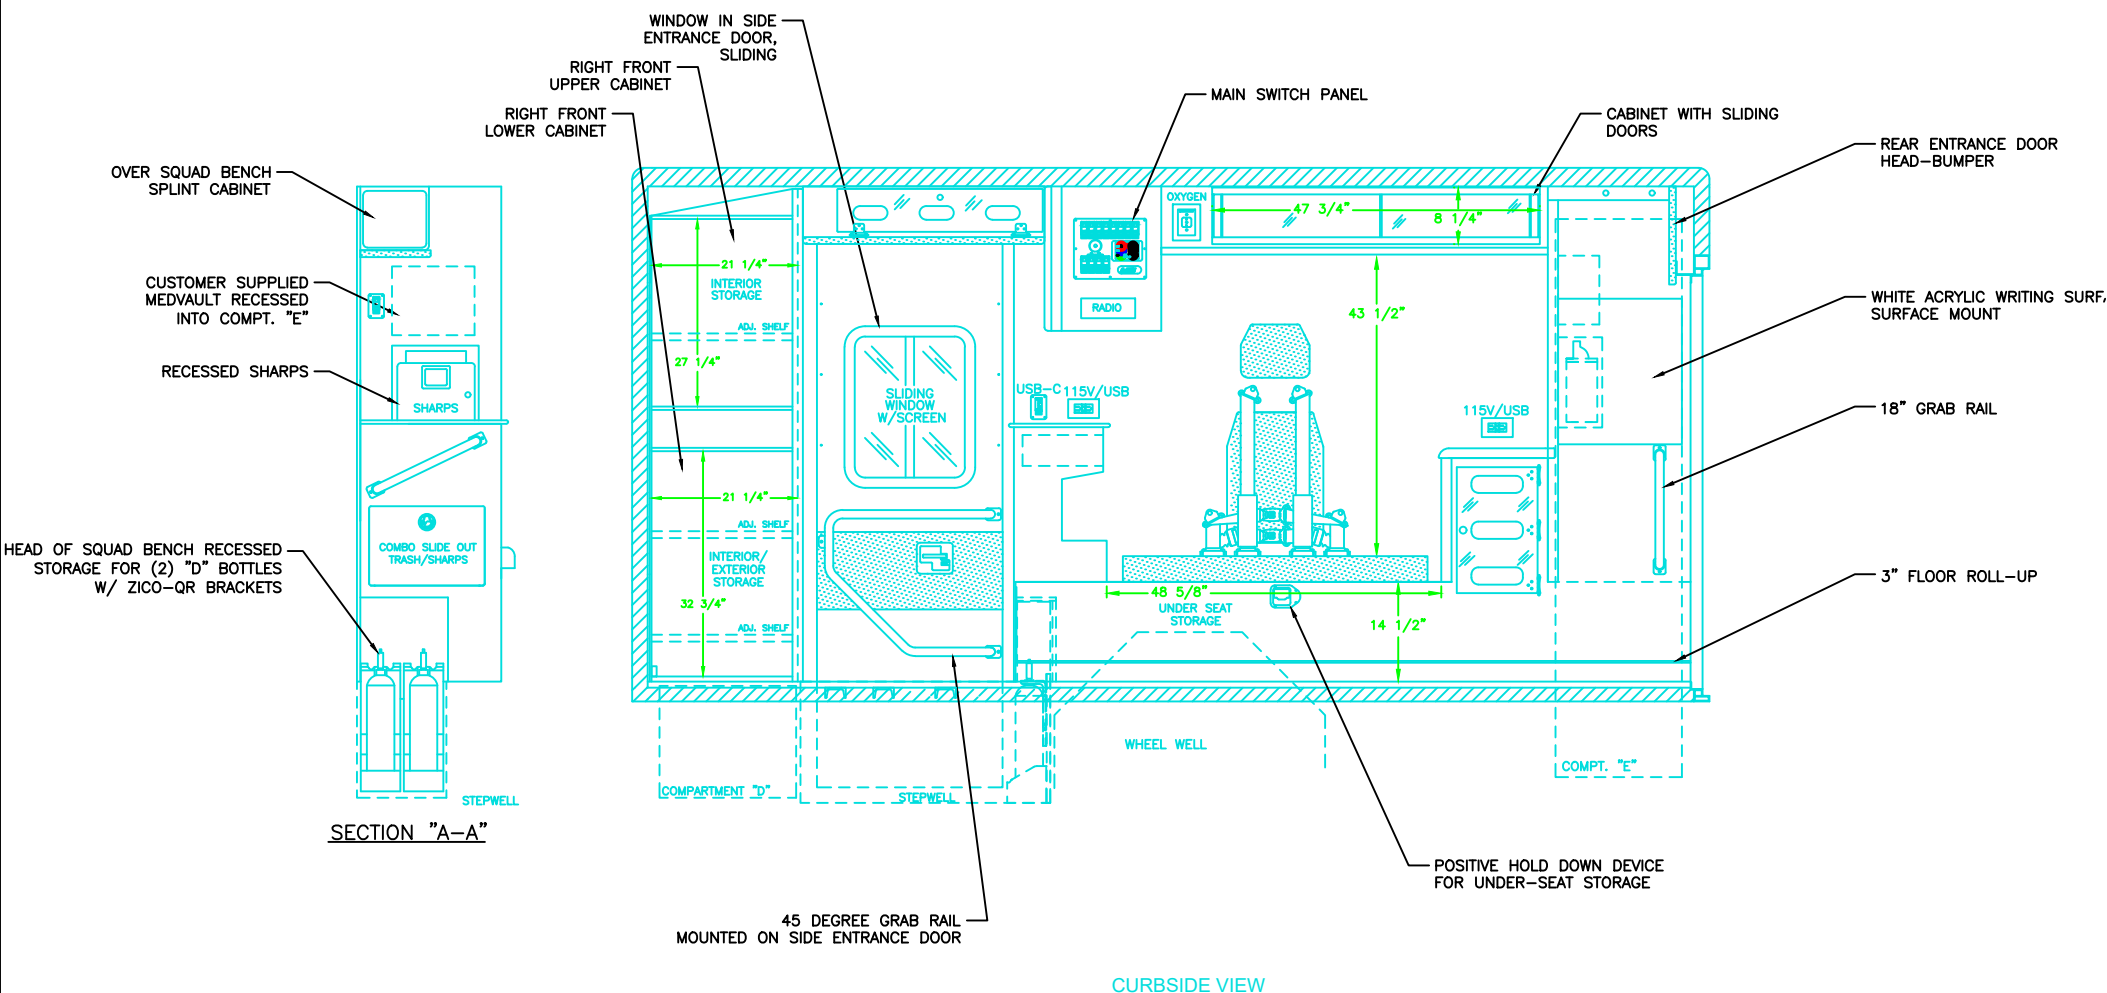 WINDOW IN SIDE
ENTRANCE DOOR,
SLIDING
RIGHT FRONT
UPPER CABINET
RIGHT FRONT
LOWER CABINET
MAIN SWITCH PANEL
CABINET WITH SLIDING
DOORS
REAR ENTRANCE DOOR
HEAD-BUMPER
OVER SQUAD BENCH
SPLINT CABINET
CUSTOMER SUPPLIED
MEDVAULT RECESSED
INTO COMPT. "E"
RECESSED SHARPS
SHARPS
COMBO SLIDE OUT
TRASH/SHARPS
HEAD OF SQUAD BENCH RECESSED
STORAGE FOR (2) "D" BOTTLES
W/ ZICO-QR BRACKETS
STEPWELL
SECTION "A-A"
OXYGEN
47 3/4"
8 1/4"
21 1/4"
INTERIOR
STORAGE
ADJ. SHELF
27 1/4"
RADIO
43 1/2"
WHITE ACRYLIC WRITING SURF
SURFACE MOUNT
SLIDING
WINDOW
W/SCREEN
USB-C
115V/USB
115V/USB
18" GRAB RAIL
21 1/4"
ADJ. SHELF
INTERIOR/
EXTERIOR
STORAGE
32 3/4"
ADJ. SHELF
48 5/8"
UNDER SEAT
STORAGE
14 1/2"
3" FLOOR ROLL-UP
WHEEL WELL
COMPT. "E"
COMPARTMENT "D"
STEPWELL
POSITIVE HOLD DOWN DEVICE
FOR UNDER-SEAT STORAGE
45 DEGREE GRAB RAIL
MOUNTED ON SIDE ENTRANCE DOOR
CURBSIDE VIEW